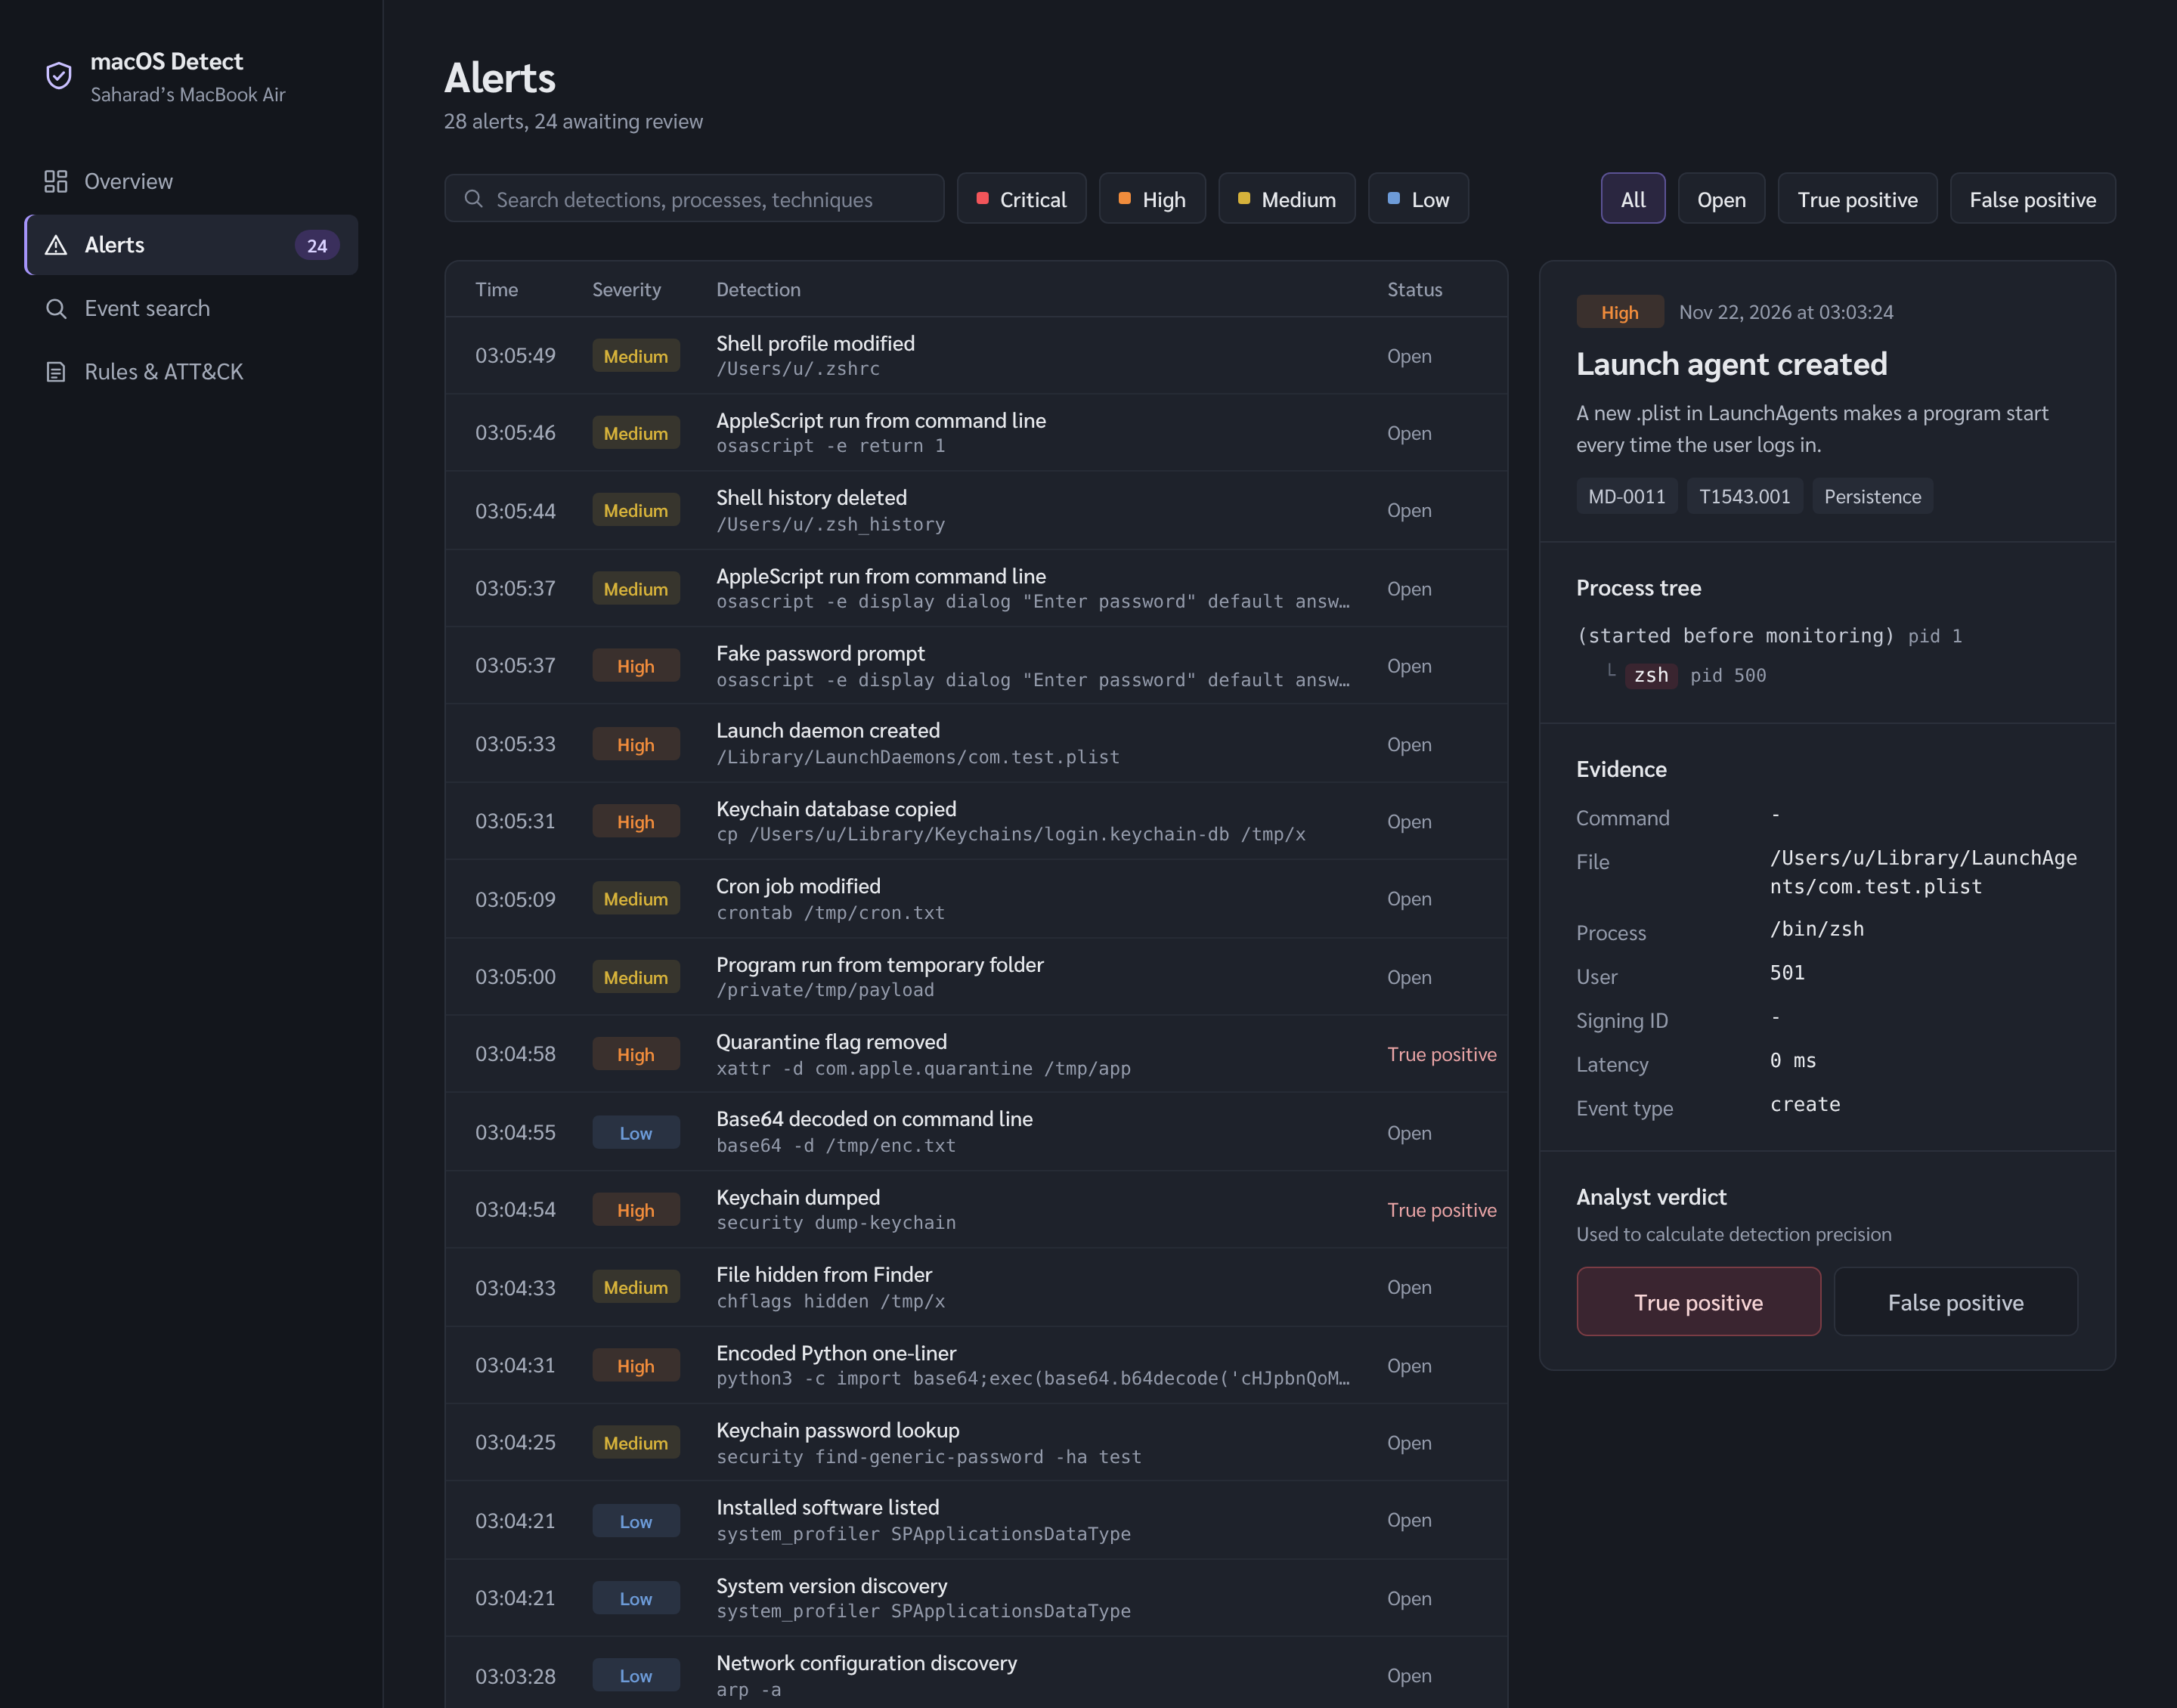 macOS Detect
Saharad’s MacBook Air
Overview
Alerts 24
Event search
Rules & ATT&CK
Alerts
28 alerts, 24 awaiting review
Search detections, processes, techniques Critical High Medium Low All Open True positive False positive
Time Severity Detection Status
03:05:49 Medium Shell profile modified Open
/Users/u/.zshrc
03:05:46 Medium AppleScript run from command line Open
osascript -e return 1
03:05:44 Medium Shell history deleted Open
/Users/u/.zsh_history
03:05:37 Medium AppleScript run from command line Open
osascript -e display dialog "Enter password" default answ…
03:05:37 High Fake password prompt Open
osascript -e display dialog "Enter password" default answ…
03:05:33 High Launch daemon created Open
/Library/LaunchDaemons/com.test.plist
03:05:31 High Keychain database copied Open
cp /Users/u/Library/Keychains/login.keychain-db /tmp/x
03:05:09 Medium Cron job modified Open
crontab /tmp/cron.txt
03:05:00 Medium Program run from temporary folder Open
/private/tmp/payload
03:04:58 High Quarantine flag removed True positive
xattr -d com.apple.quarantine /tmp/app
03:04:55 Low Base64 decoded on command line Open
base64 -d /tmp/enc.txt
03:04:54 High Keychain dumped True positive
security dump-keychain
03:04:33 Medium File hidden from Finder Open
chflags hidden /tmp/x
03:04:31 High Encoded Python one-liner Open
python3 -c import base64;exec(base64.b64decode('cHJpbnQoM…
03:04:25 Medium Keychain password lookup Open
security find-generic-password -ha test
03:04:21 Low Installed software listed Open
system_profiler SPApplicationsDataType
03:04:21 Low System version discovery Open
system_profiler SPApplicationsDataType
03:03:28 Low Network configuration discovery Open
arp -a
High Nov 22, 2026 at 03:03:24
Launch agent created
A new .plist in LaunchAgents makes a program start
every time the user logs in.
MD-0011 T1543.001 Persistence
Process tree
(started before monitoring) pid 1
└ zsh pid 500
Evidence
Command -
File /Users/u/Library/LaunchAge
nts/com.test.plist
Process /bin/zsh
User 501
Signing ID -
Latency 0 ms
Event type create
Analyst verdict
Used to calculate detection precision
True positive False positive